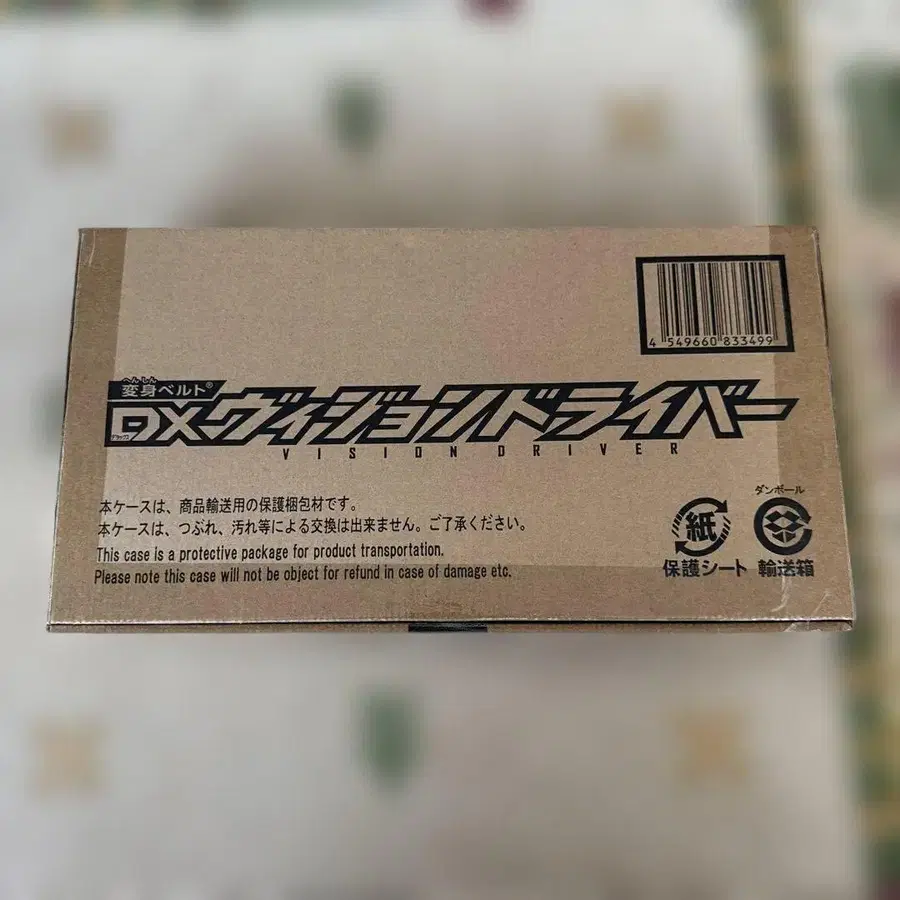 4 549660 833499
へんしん
変身ベルト®
DXヴィジョンドライバー
デラックス
VISION DRIVER
本ケースは、商品輸送用の保護梱包材です。
本ケースは、つぶれ、汚れ等による交換は出来ません。ご了承ください。
This case is a protective package for product transportation.
Please note this case will not be object for refund in case of damage etc.
紙
保護シート
ダンボール
輸送箱